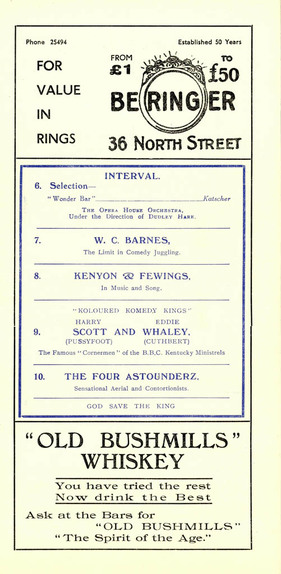 Phone 25494 Established 50 Years
FOR
VALUE
IN
RINGS
FROM
£1
TO
£50
BERINGER
36 NORTH STREET
INTERVAL.
6. Selection—
"Wonder Bar" Katscher
THE OPERA HOUSE ORCHESTRA,
Under the Direction of DUDLEY HARE.
7. W. C. BARNES,
The Limit in Comedy Juggling.
8. KENYON & FEWINGS,
In Music and Song.
"KOLOURED KOMEDY KINGS"
HARRY EDDIE
9. SCOTT AND WHALEY,
(PUSSYFOOT) (CUTHBERT)
The Famous "Cornermen" of the B.B.C. Kentucky Ministrels
10. THE FOUR ASTOUNDERZ,
Sensational Aerial and Contortionists.
GOD SAVE THE KING
"OLD BUSHMILLS"
WHISKEY
You have tried the rest
Now drink the Best
Ask at the Bars for
"OLD BUSHMILLS"
"The Spirit of the Age."